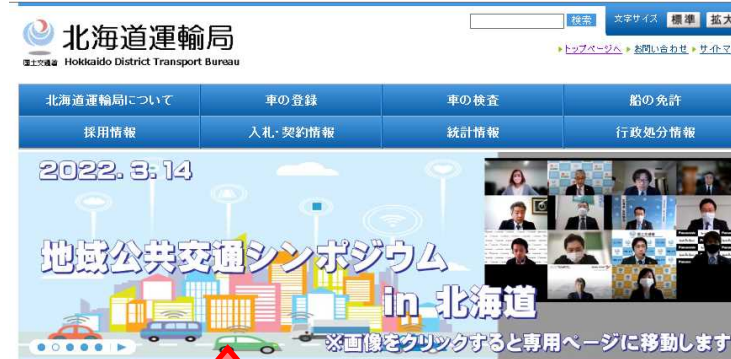 検索 文字サイズ 標準 拡大
北海道運輸局
国土交通省 Hokkaido District Transport Bureau
トップページへ お問い合わせ サイトマ
北海道運輸局について 車の登録 車の検査 船の免許
採用情報 入札・契約情報 統計情報 行政処分情報
2022.3.14
地域公共交通シンポジウム
in 北海道
※画像をクリックすると専用ページに移動します